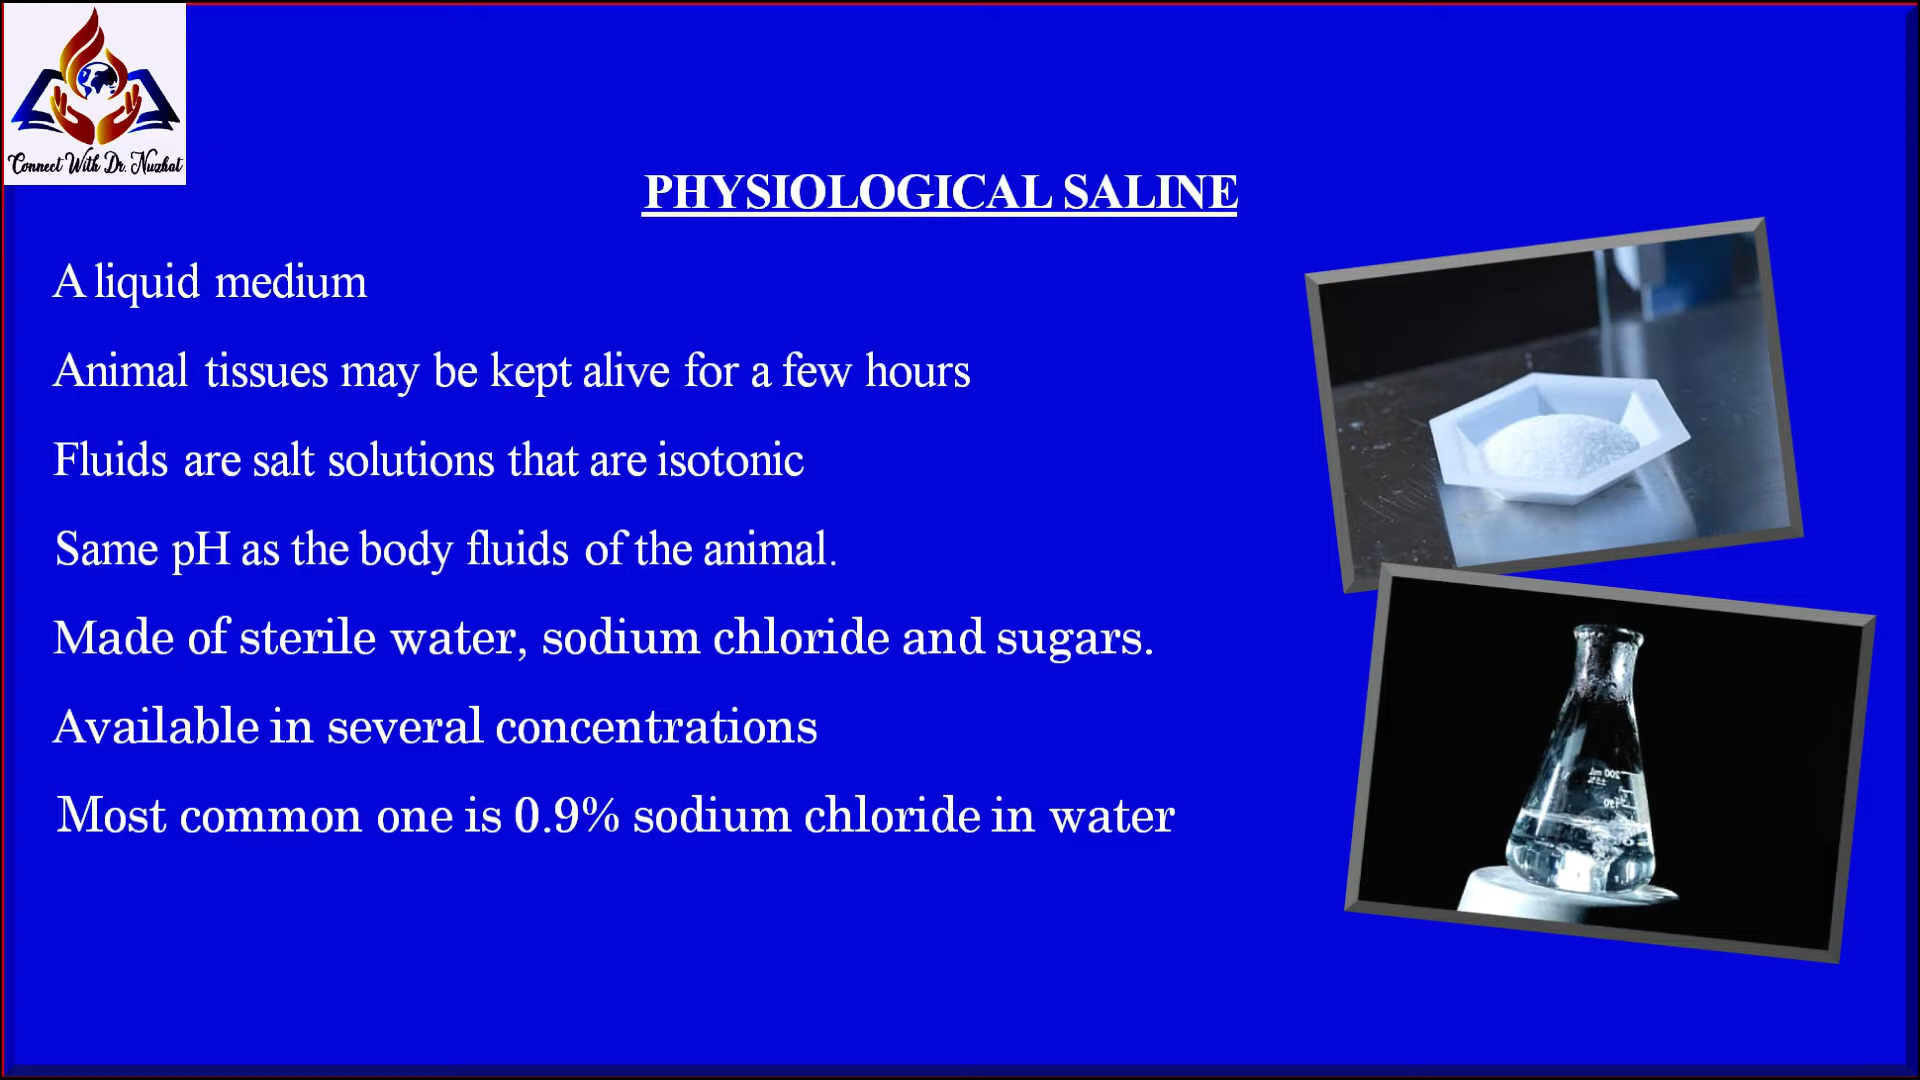 Connect With Dr. Nuzhat
PHYSIOLOGICAL SALINE
A liquid medium
Animal tissues may be kept alive for a few hours
Fluids are salt solutions that are isotonic
Same pH as the body fluids of the animal.
Made of sterile water, sodium chloride and sugars.
Available in several concentrations
Most common one is 0.9% sodium chloride in water
200 mL